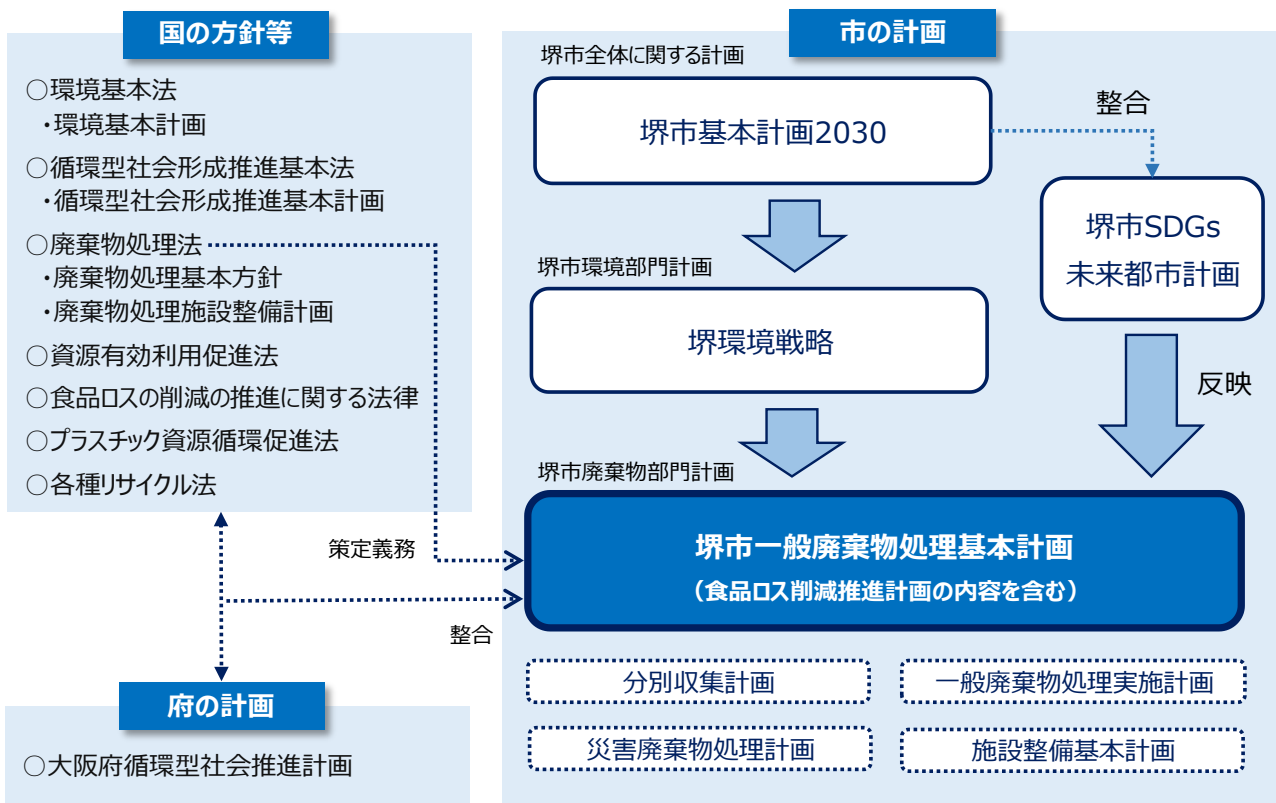 国の方針等
○環境基本法
・環境基本計画
○循環型社会形成推進基本法
・循環型社会形成推進基本計画
○廃棄物処理法
・廃棄物処理基本方針
・廃棄物処理施設整備計画
○資源有効利用促進法
○食品ロスの削減の推進に関する法律
○プラスチック資源循環促進法
○各種リサイクル法
策定義務
整合
府の計画
○大阪府循環型社会推進計画
市の計画
堺市全体に関する計画
堺市基本計画2030
整合
堺市SDGs
未来都市計画
堺市環境部門計画
堺環境戦略
反映
堺市廃棄物部門計画
堺市一般廃棄物処理基本計画
（食品ロス削減推進計画の内容を含む）
分別収集計画
一般廃棄物処理実施計画
災害廃棄物処理計画
施設整備基本計画